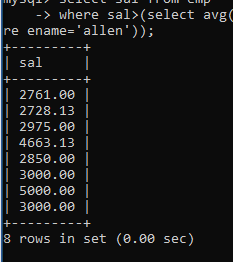 mysql> select sal from emp
-> where sal>(select avg(
re ename='allen'));
+---------+
| sal |
+---------+
| 2761.00 |
| 2728.13 |
| 2975.00 |
| 4663.13 |
| 2850.00 |
| 3000.00 |
| 5000.00 |
| 3000.00 |
+---------+
8 rows in set (0.00 sec)